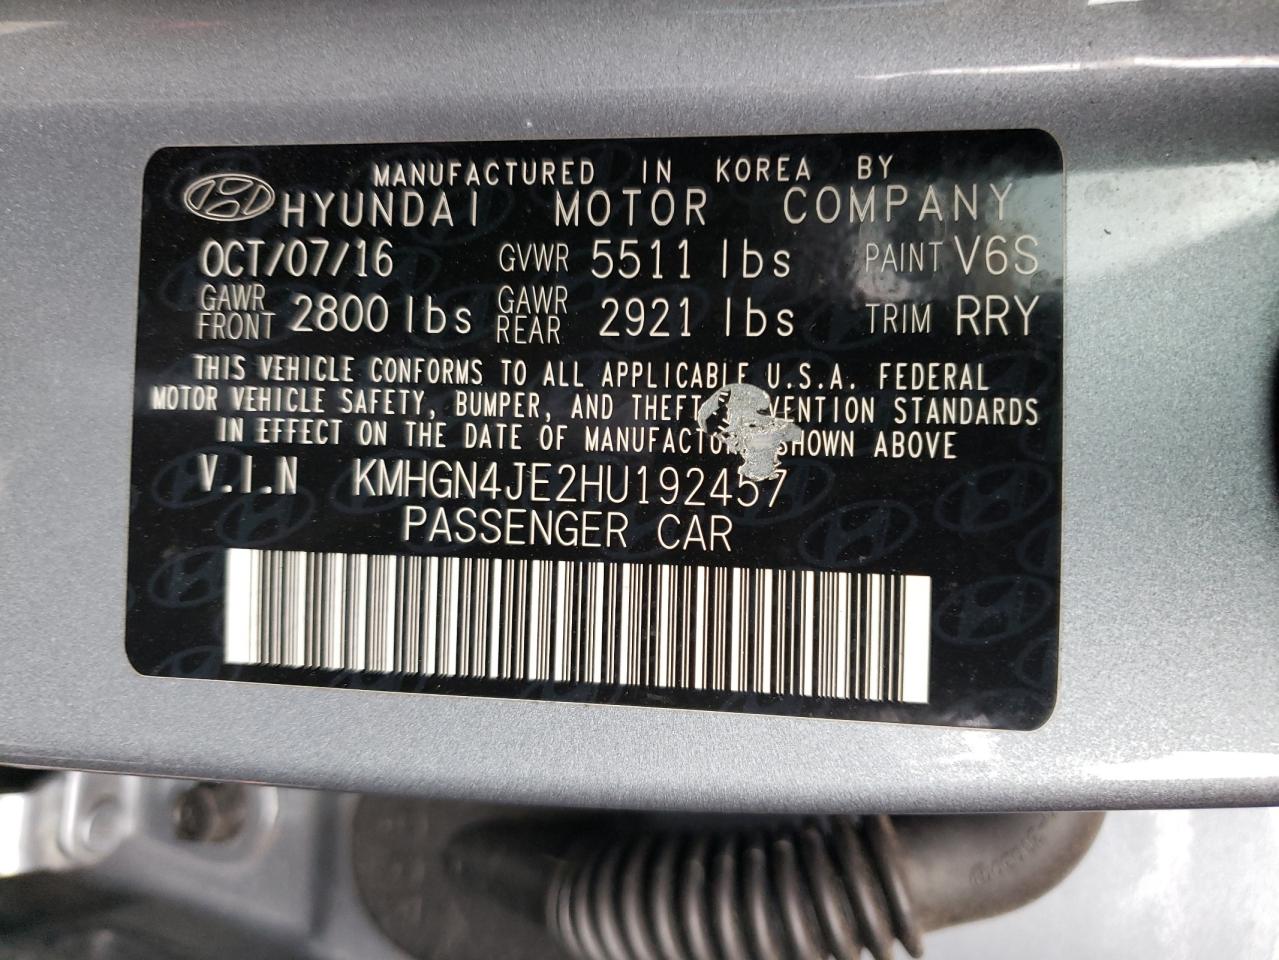 MANUFACTURED IN KOREA BY
HYUNDAI MOTOR COMPANY
OCT/07/16 GVWR 5511 lbs PAINT V6S
GAWR FRONT 2800 lbs GAWR REAR 2921 lbs TRIM RRY
THIS VEHICLE CONFORMS TO ALL APPLICABLE U.S.A. FEDERAL
MOTOR VEHICLE SAFETY, BUMPER, AND THEFT PREVENTION STANDARDS
IN EFFECT ON THE DATE OF MANUFACTURE SHOWN ABOVE
V.I.N KMHGN4JE2HU192457
PASSENGER CAR